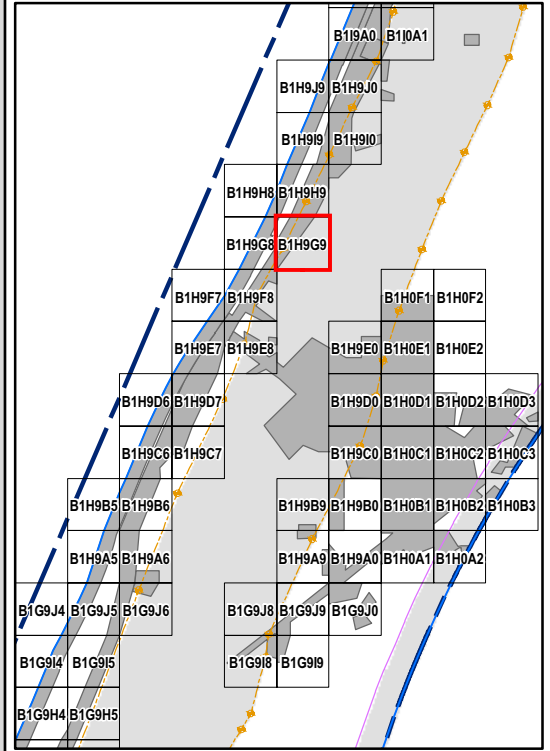 B1I9A0 B1I0A1
B1H9J9 B1H9J0
B1H9I9 B1H9I0
B1H9H8 B1H9H9
B1H9G8 B1H9G9
B1H9F7 B1H9F8 B1H0F1 B1H0F2
B1H9E7 B1H9E8 B1H9E0 B1H0E1 B1H0E2
B1H9D6 B1H9D7 B1H9D0 B1H0D1 B1H0D2 B1H0D3
B1H9C6 B1H9C7 B1H9C0 B1H0C1 B1H0C2 B1H0C3
B1H9B5 B1H9B6 B1H9B9 B1H9B0 B1H0B1 B1H0B2 B1H0B3
B1H9A5 B1H9A6 B1H9A9 B1H9A0 B1H0A1 B1H0A2
B1G9J4 B1G9J5 B1G9J6 B1G9J8 B1G9J9 B1G9J0
B1G9I4 B1G9I5 B1G9I8 B1G9I9
B1G9H4 B1G9H5